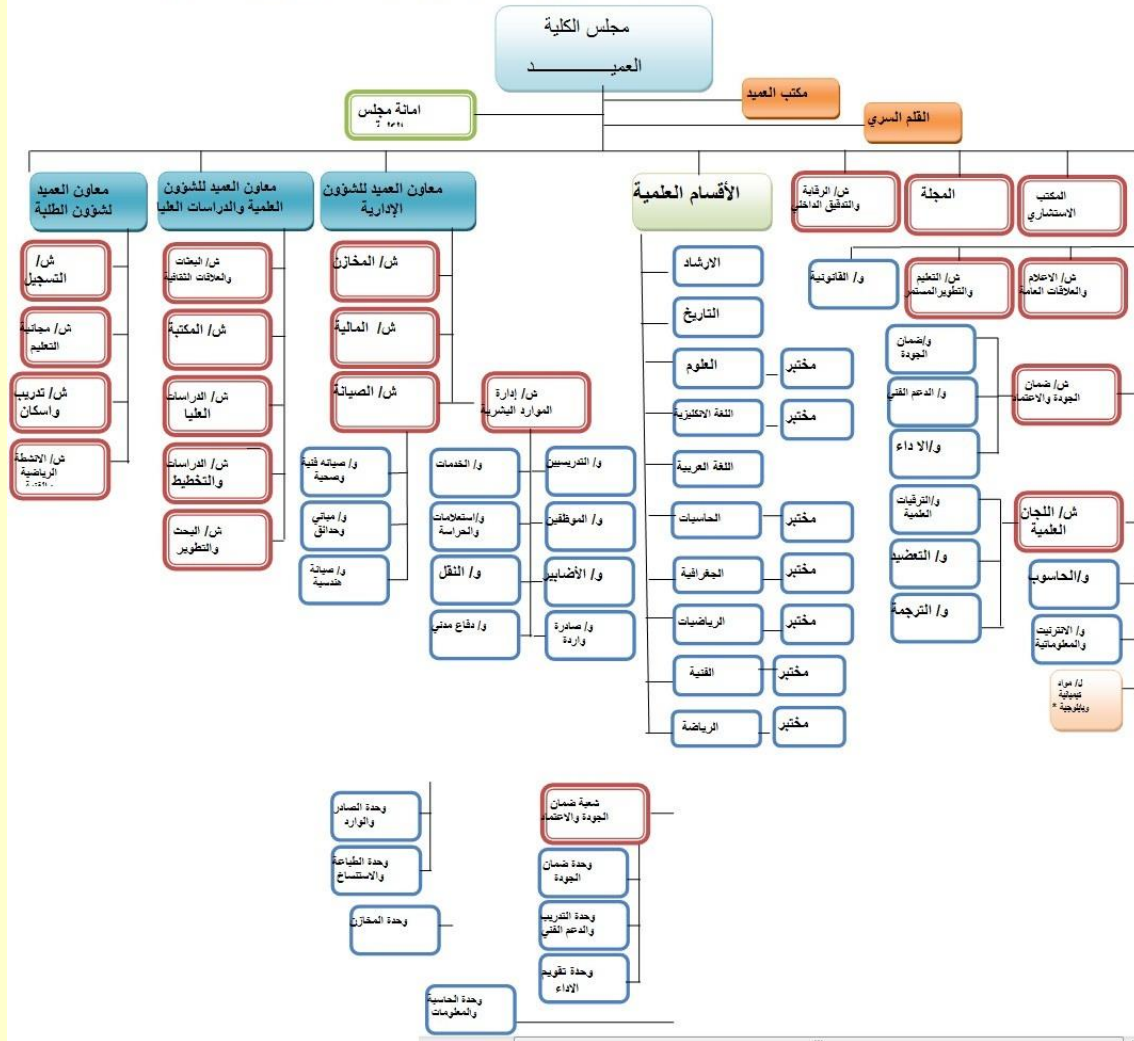 مجلس الكلية
العميـــــــــد
مكتب العميد
امانة مجلس
القلم السري
معاون العميد
لشؤون الطلبة
معاون العميد للشؤون
العلمية والدراسات العليا
معاون العميد للشؤون
الإدارية
الأقسام العلمية
ش/ الرقابة
والتدقيق الداخلي
المجلة
المكتب
الاستشاري
ش/
التسجيل
ش/ مجانية
التعليم
ش/ تدريب
واسكان
ش/ الانشطة
الرياضية
ش/ البعثات
والعلاقات الثقافية
ش/ المكتبة
ش/ الدراسات
العليا
ش/ الدراسات
والتخطيط
ش/ البحث
والتطوير
ش/ المخازن
ش/ المالية
ش/ الصيانة
ش/ إدارة
الموارد البشرية
و/ صيانه فنية
وصحية
و/ مباني
وحدائق
و/ صيانة
هندسية
و/ الخدمات
و/استعلامات
والحراسة
و/ النقل
و/ دفاع مدني
و/ التدريسيين
و/ الموظفين
و/ الأضابير
و/ صادرة
واردة
الارشاد
التاريخ
العلوم
مختبر
اللغة الانكليزية
مختبر
اللغة العربية
الحاسبات
مختبر
الجغرافية
مختبر
الرياضيات
مختبر
الفنية
مختبر
الرياضة
مختبر
و/ القانونية
ش/ التعليم
والتطوير المستمر
ش/ الاعلام
والعلاقات العامة
و/ضمان
الجودة
و/ الدعم الفني
و/الا داء
ش/ ضمان
الجودة والاعتماد
و/الترقيات
العلمية
و/ التعضيد
و/ الترجمة
ش/ اللجان
العلمية
و/الحاسوب
و/ الانترنيت
والمعلوماتية
ل/ مواد
كيميائية
وبايلوجية *
وحدة الصادر
والوارد
وحدة الطباعة
والاستنساخ
وحدة المخازن
شعبة ضمان
الجودة والاعتماد
وحدة ضمان
الجودة
وحدة التدريب
والدعم الفني
وحدة تقويم
الاداء
وحدة الحاسبة
والمعلومات